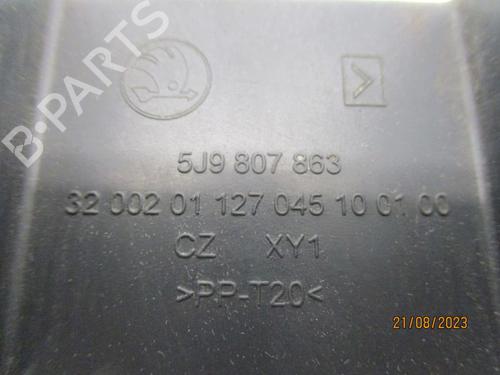 B-PARTS
5J9 807 863
32 002 01 127 045 10 01 00
CZ XY1
>PP-T20<
21/08/2023